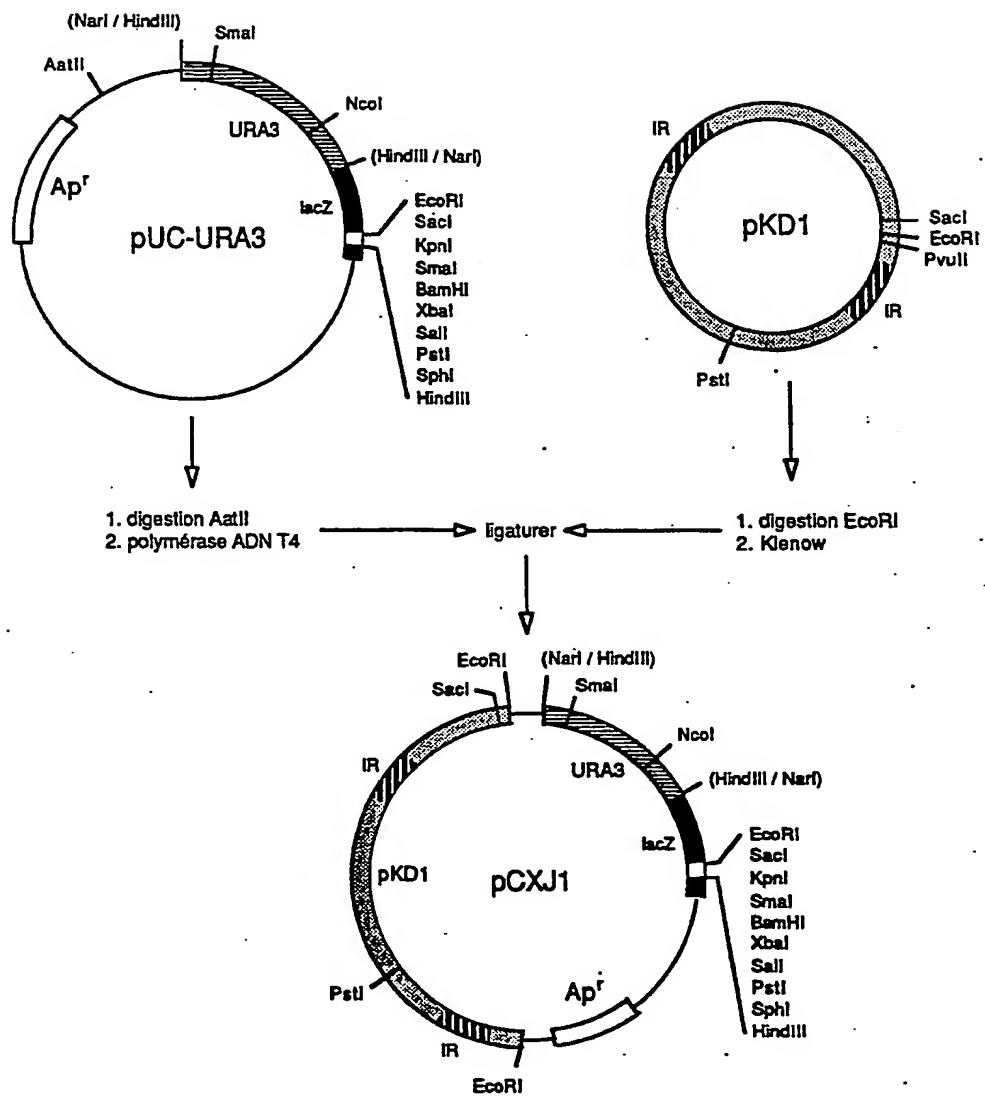 (NarI / HindIII)
SmaI
AatII
NcoI
URA3
(HindIII / NarI)
lacZ
Apr
pUC-URA3
EcoRI
SacI
KpnI
SmaI
BamHI
XbaI
SalI
PstI
SphI
HindIII
IR
pKD1
SacI
EcoRI
PvuII
IR
PstI
1. digestion AatII
2. polymérase ADN T4
ligaturer
1. digestion EcoRI
2. Klenow
EcoRI
(NarI / HindIII)
SacI
SmaI
NcoI
IR
URA3
(HindIII / NarI)
lacZ
pKD1
pCXJ1
EcoRI
SacI
KpnI
SmaI
BamHI
XbaI
SalI
PstI
SphI
HindIII
PstI
Apr
IR
EcoRI